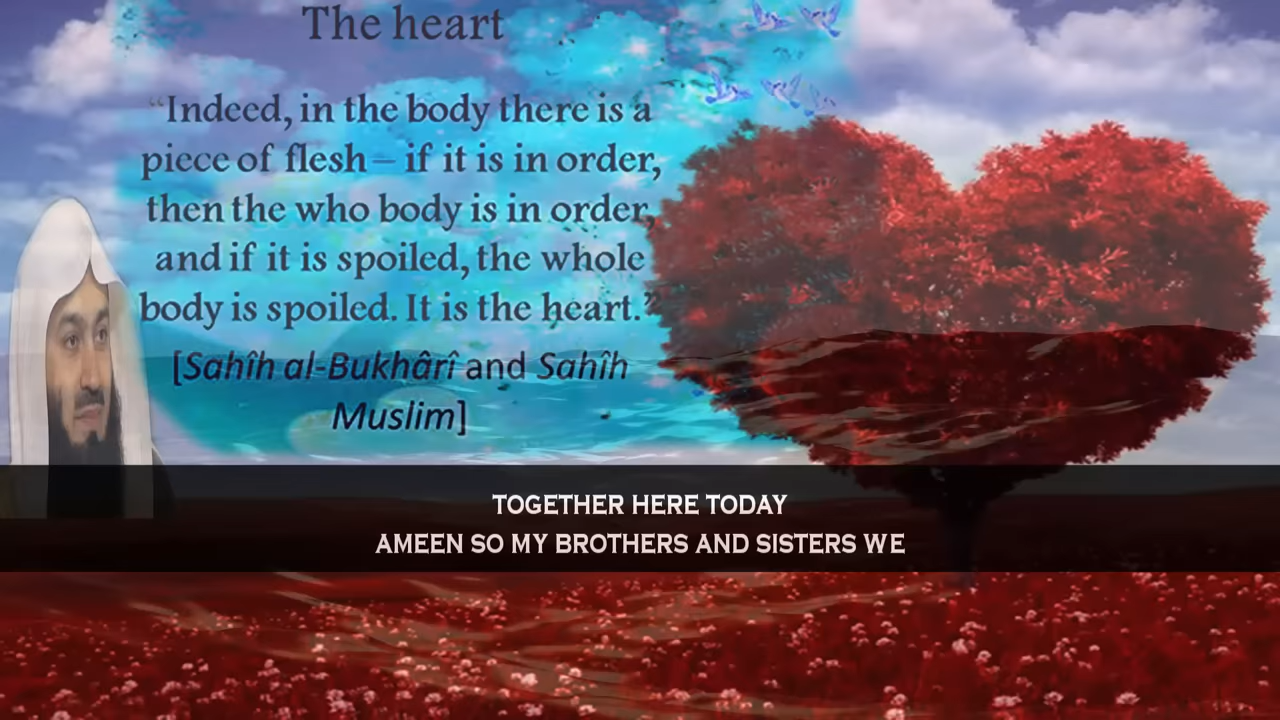 The heart
“Indeed, in the body there is a
piece of flesh – if it is in order,
then the who body is in order,
and if it is spoiled, the whole
body is spoiled. It is the heart.”
[Sahîh al-Bukhârî and Sahîh
Muslim]
TOGETHER HERE TODAY
AMEEN SO MY BROTHERS AND SISTERS WE